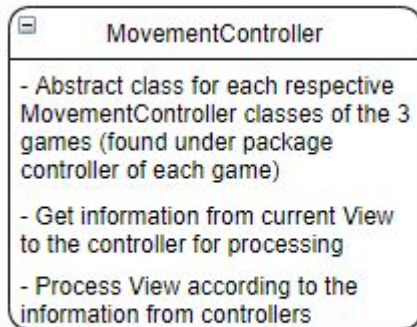 MovementController
- Abstract class for each respective
MovementController classes of the 3
games (found under package
controller of each game)
- Get information from current View
to the controller for processing
- Process View according to the
information from controllers